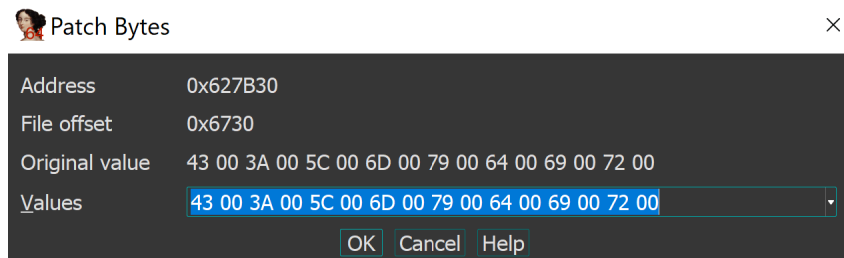 64 Patch Bytes
Address 0x627B30
File offset 0x6730
Original value 43 00 3A 00 5C 00 6D 00 79 00 64 00 69 00 72 00
Values 43 00 3A 00 5C 00 6D 00 79 00 64 00 69 00 72 00
OK Cancel Help